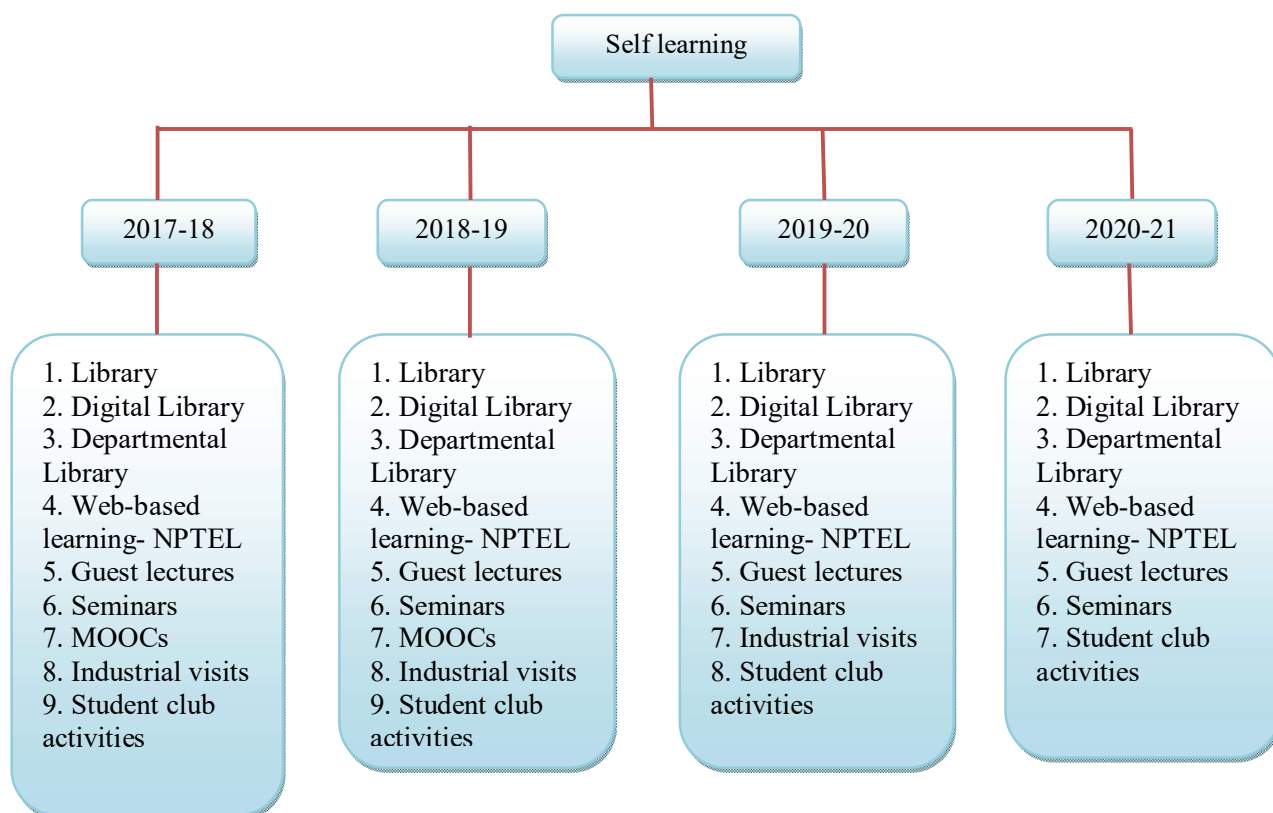 Self learning
2017-18
2018-19
2019-20
2020-21
1. Library
2. Digital Library
3. Departmental
Library
4. Web-based
learning- NPTEL
5. Guest lectures
6. Seminars
7. MOOCs
8. Industrial visits
9. Student club
activities
1. Library
2. Digital Library
3. Departmental
Library
4. Web-based
learning- NPTEL
5. Guest lectures
6. Seminars
7. MOOCs
8. Industrial visits
9. Student club
activities
1. Library
2. Digital Library
3. Departmental
Library
4. Web-based
learning- NPTEL
5. Guest lectures
6. Seminars
7. Industrial visits
8. Student club
activities
1. Library
2. Digital Library
3. Departmental
Library
4. Web-based
learning- NPTEL
5. Guest lectures
6. Seminars
7. Student club
activities